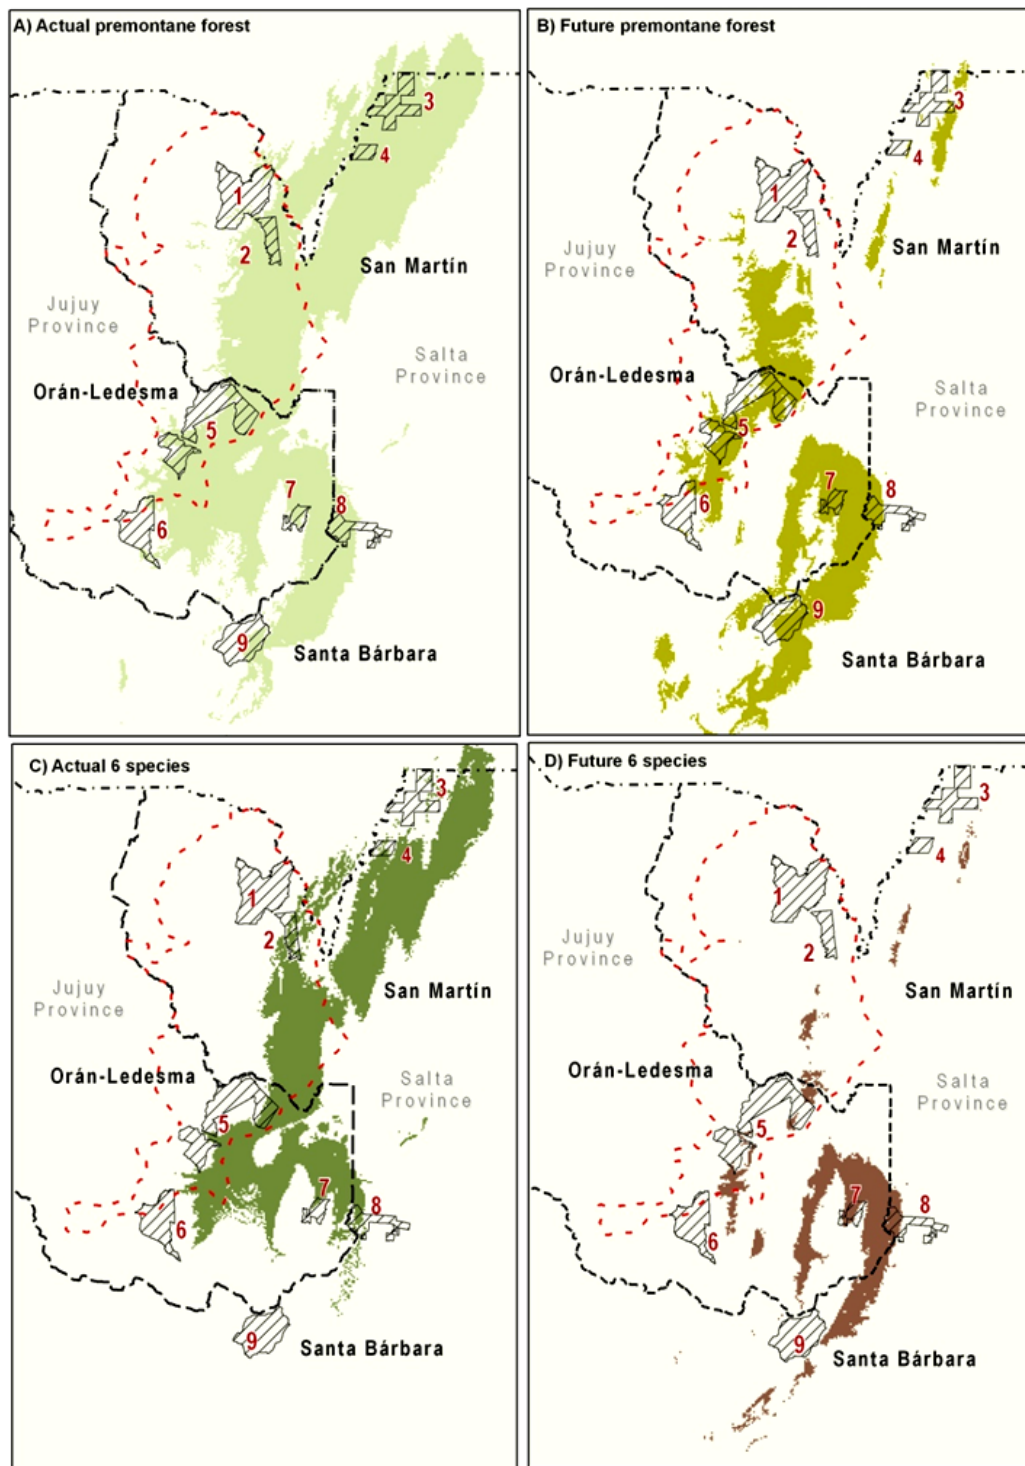 A) Actual premontane forest
3
4
1
2
San Martín
Jujuy
Province
Salta
Province
Orán-Ledesma
5
7
8
6
9
Santa Bárbara
B) Future premontane forest
3
4
1
2
Jujuy
Province
San Martín
Orán-Ledesma
Salta
Province
5
7
8
6
9
Santa Bárbara
C) Actual 6 species
3
4
1
2
Jujuy
Province
San Martín
Orán-Ledesma
Salta
Province
5
7
8
6
9
Santa Bárbara
D) Future 6 species
3
4
1
2
Jujuy
Province
San Martín
Orán-Ledesma
Salta
Province
5
7
8
6
9
Santa Bárbara